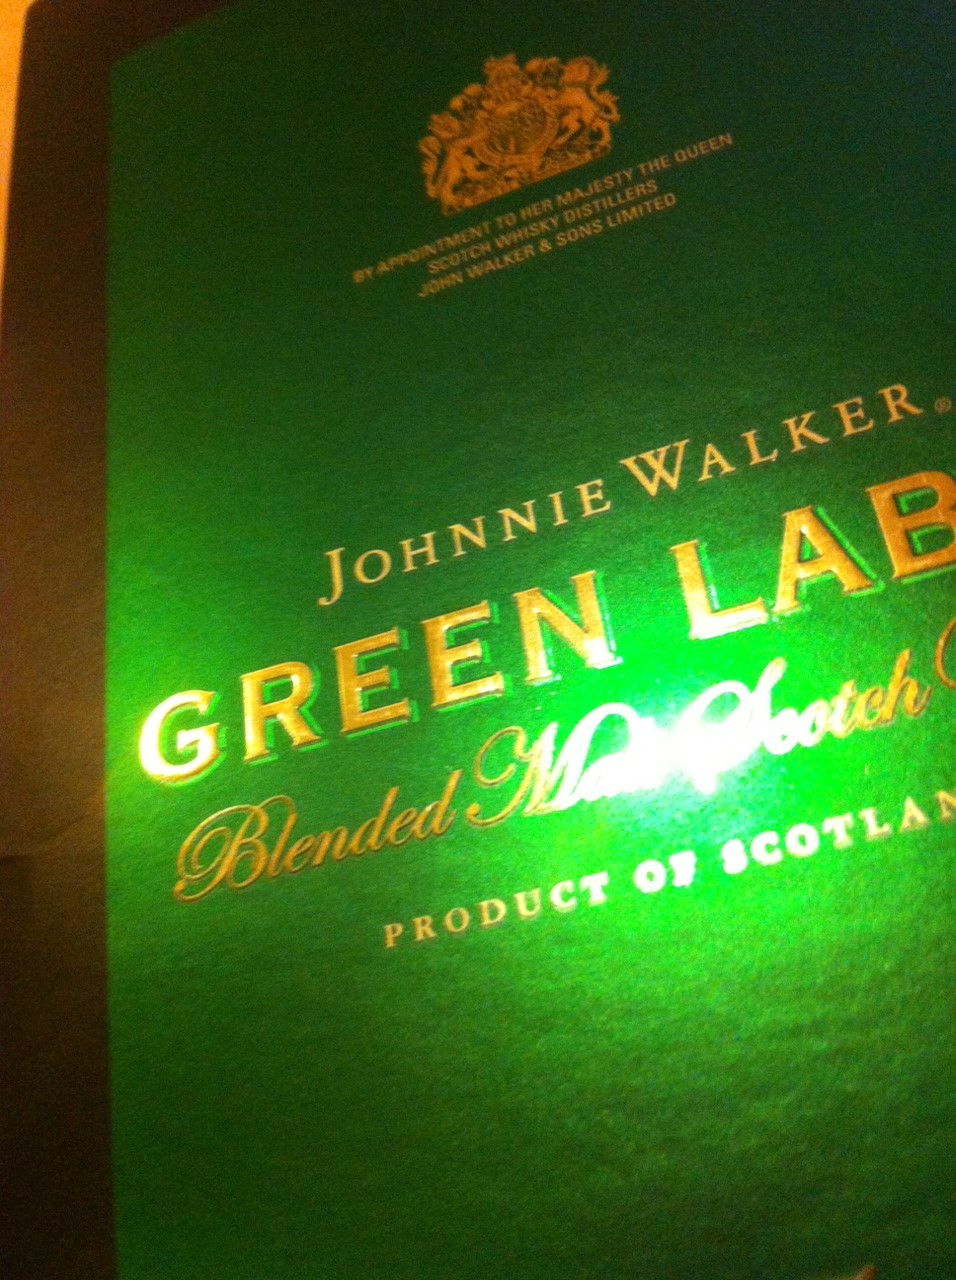 BY APPOINTMENT TO HER MAJESTY THE QUEEN
SCOTCH WHISKY DISTILLERS
JOHN WALKER & SONS LIMITED
JOHNNIE WALKER®
GREEN LAB
Blended Malt Scotch
PRODUCT OF SCOTLAN